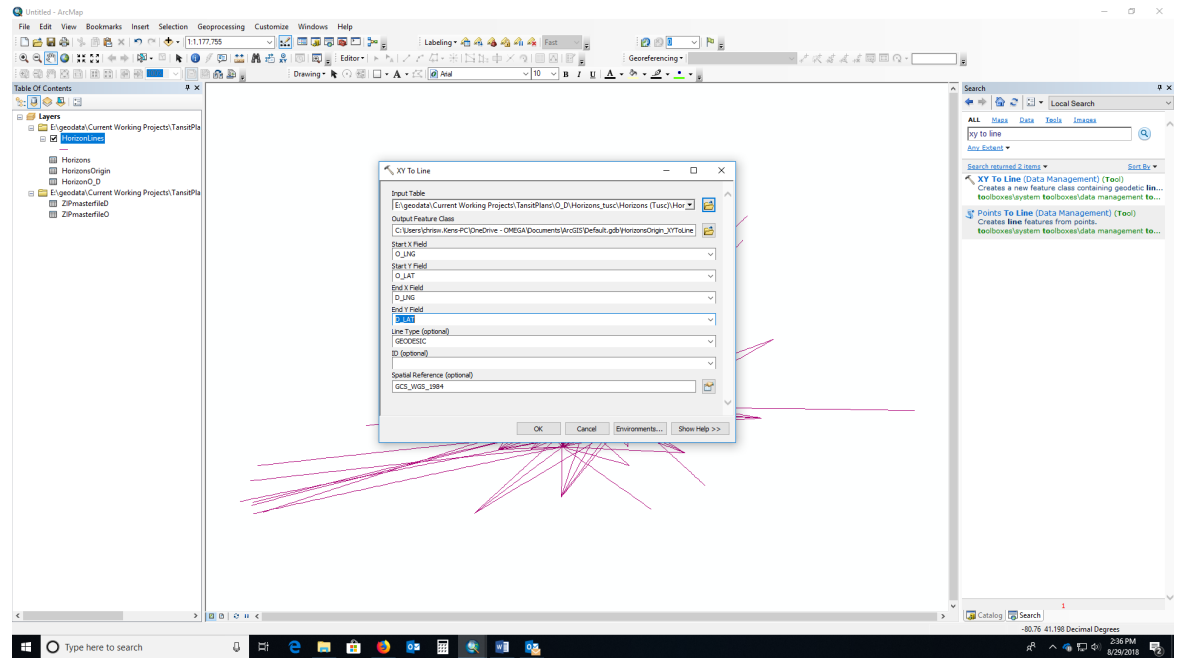 Untitled - ArcMap
File Edit View Bookmarks Insert Selection Geoprocessing Customize Windows Help
1:1,177,755
Labeling
Fast
Editor
Georeferencing
Drawing
Arial
10
B I U A
Table Of Contents
Layers
E:\geodata\Current Working Projects\TansitPla
HorizonLines
Horizons
HorizonsOrigin
HorizonO_D
E:\geodata\Current Working Projects\TansitPla
ZIPmasterfileD
ZIPmasterfileO
XY To Line
Input Table
E:\geodata\Current Working Projects\TansitPlans\O_D\Horizons_tusc\Horizons (Tusc)\Hor
Output Feature Class
C:\Users\chrisw.Kens-PC\OneDrive - OMEGA\Documents\ArcGIS\Default.gdb\HorizonsOrigin_XYToLine
Start X Field
O_LNG
Start Y Field
O_LAT
End X Field
D_LNG
End Y Field
D_LAT
Line Type (optional)
GEODESIC
ID (optional)
Spatial Reference (optional)
GCS_WGS_1984
OK Cancel Environments... Show Help >>
Search
Local Search
ALL Maps Data Tools Images
xy to line
Any Extent
Search returned 2 items Sort By
XY To Line (Data Management) (Tool)
Creates a new feature class containing geodetic lin...
toolboxes\system toolboxes\data management to...
Points To Line (Data Management) (Tool)
Creates line features from points.
toolboxes\system toolboxes\data management to...
1
Catalog Search
-80.76 41.198 Decimal Degrees
Type here to search
2:36 PM
8/29/2018
2